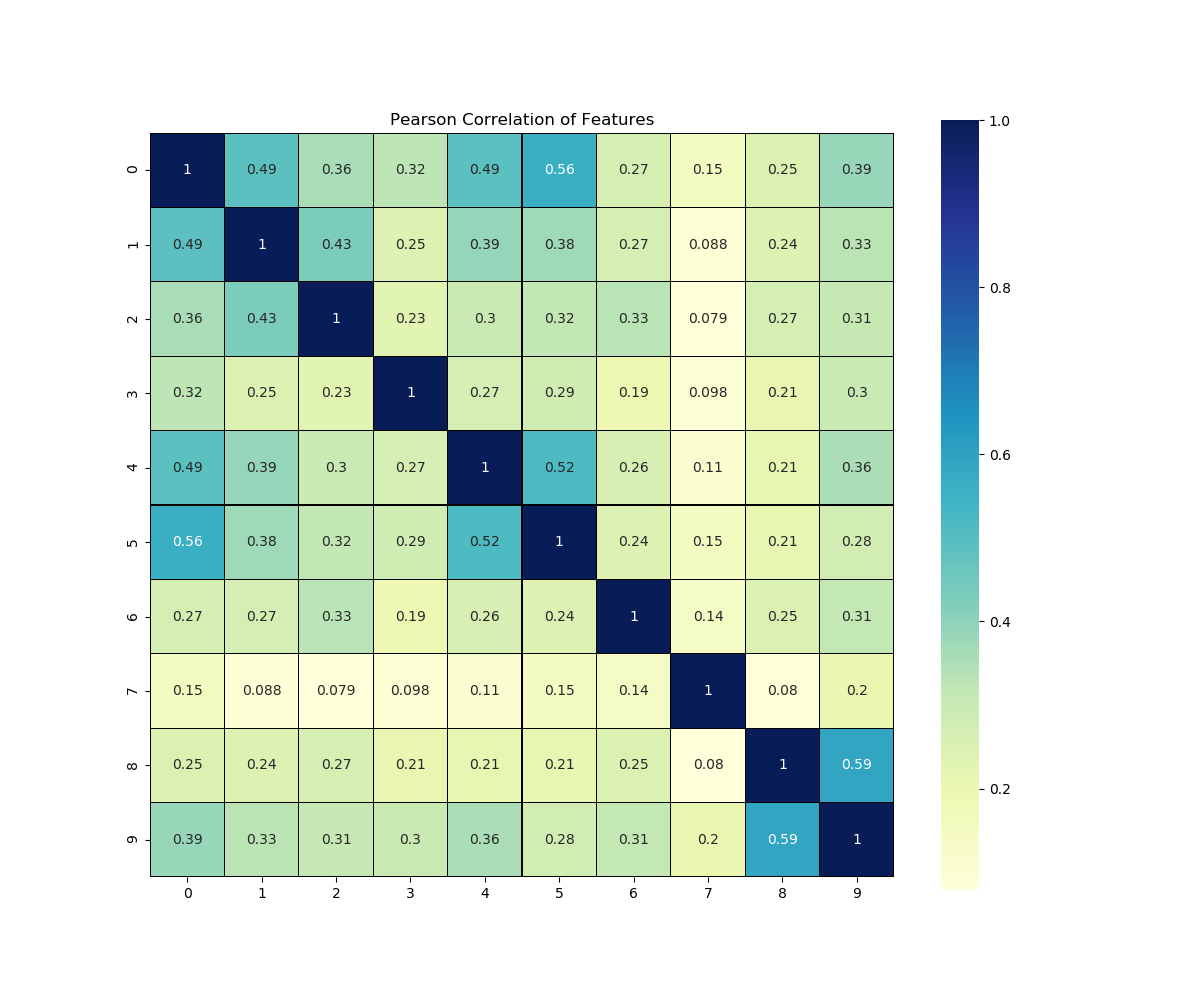 Pearson Correlation of Features
0 1 0.49 0.36 0.32 0.49 0.56 0.27 0.15 0.25 0.39
1 0.49 1 0.43 0.25 0.39 0.38 0.27 0.088 0.24 0.33
2 0.36 0.43 1 0.23 0.3 0.32 0.33 0.079 0.27 0.31
3 0.32 0.25 0.23 1 0.27 0.29 0.19 0.098 0.21 0.3
4 0.49 0.39 0.3 0.27 1 0.52 0.26 0.11 0.21 0.36
5 0.56 0.38 0.32 0.29 0.52 1 0.24 0.15 0.21 0.28
6 0.27 0.27 0.33 0.19 0.26 0.24 1 0.14 0.25 0.31
7 0.15 0.088 0.079 0.098 0.11 0.15 0.14 1 0.08 0.2
8 0.25 0.24 0.27 0.21 0.21 0.21 0.25 0.08 1 0.59
9 0.39 0.33 0.31 0.3 0.36 0.28 0.31 0.2 0.59 1
0 1 2 3 4 5 6 7 8 9
1.0
0.8
0.6
0.4
0.2